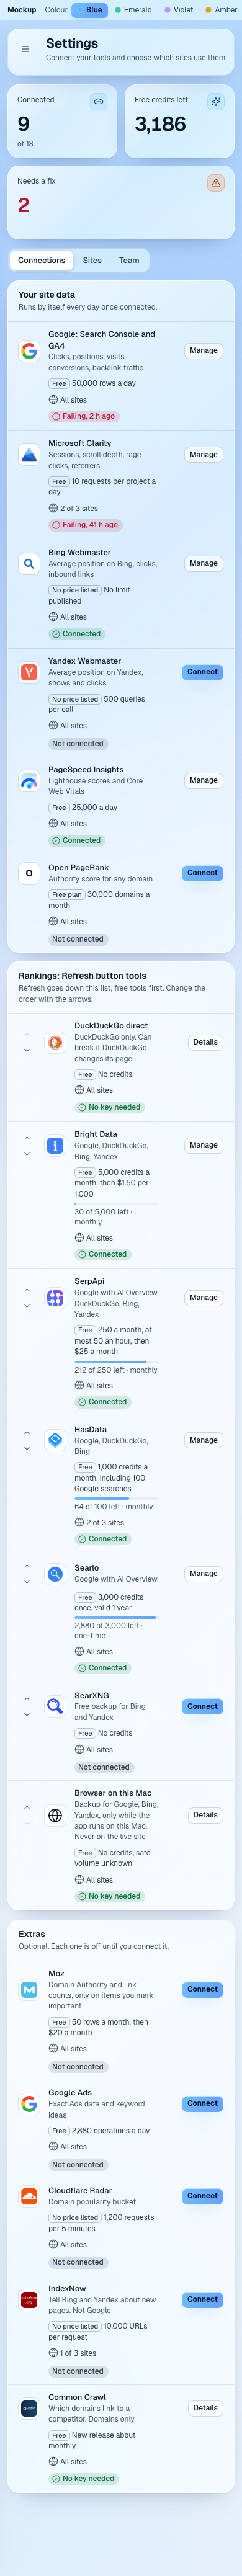 Mockup Colour Blue Emerald Violet Amber
Settings
Connect your tools and choose which sites use them
Connected
9
of 18
Free credits left
3,186
Needs a fix
2
Connections Sites Team
Your site data
Runs by itself every day once connected.
Google: Search Console and
GA4
Clicks, positions, visits,
conversions, backlink traffic
Free 50,000 rows a day
All sites
Failing, 2 h ago
Manage
Microsoft Clarity
Sessions, scroll depth, rage
clicks, referrers
Free 10 requests per project a
day
2 of 3 sites
Failing, 41 h ago
Manage
Bing Webmaster
Average position on Bing, clicks,
inbound links
No price listed No limit
published
All sites
Connected
Manage
Yandex Webmaster
Average position on Yandex,
shows and clicks
No price listed 500 queries
per call
All sites
Not connected
Connect
PageSpeed Insights
Lighthouse scores and Core
Web Vitals
Free 25,000 a day
All sites
Connected
Manage
Open PageRank
Authority score for any domain
Free plan 30,000 domains a
month
All sites
Not connected
Connect
Rankings: Refresh button tools
Refresh goes down this list, free tools first. Change the
order with the arrows.
DuckDuckGo direct
DuckDuckGo only. Can
break if DuckDuckGo
changes its page
Free No credits
All sites
No key needed
Details
Bright Data
Google, DuckDuckGo,
Bing, Yandex
Free 5,000 credits a
month, then $1.50 per
1,000
30 of 5,000 left ·
monthly
All sites
Connected
Manage
SerpApi
Google with AI Overview,
DuckDuckGo, Bing,
Yandex
Free 250 a month, at
most 50 an hour, then
$25 a month
212 of 250 left · monthly
All sites
Connected
Manage
HasData
Google, DuckDuckGo,
Bing
Free 1,000 credits a
month, including 100
Google searches
64 of 100 left · monthly
2 of 3 sites
Connected
Manage
Searlo
Google with AI Overview
Free 3,000 credits
once, valid 1 year
2,880 of 3,000 left ·
one-time
All sites
Connected
Manage
SearXNG
Free backup for Bing
and Yandex
Free No credits
All sites
Not connected
Connect
Browser on this Mac
Backup for Google, Bing,
Yandex, only while the
app runs on this Mac.
Never on the live site
Free No credits, safe
volume unknown
All sites
No key needed
Details
Extras
Optional. Each one is off until you connect it.
Moz
Domain Authority and link
counts, only on items you mark
important
Free 50 rows a month, then
$20 a month
All sites
Not connected
Connect
Google Ads
Exact Ads data and keyword
ideas
Free 2,880 operations a day
All sites
Not connected
Connect
Cloudflare Radar
Domain popularity bucket
No price listed 1,200 requests
per 5 minutes
All sites
Not connected
Connect
IndexNow
Tell Bing and Yandex about new
pages. Not Google
No price listed 10,000 URLs
per request
1 of 3 sites
Not connected
Connect
Common Crawl
Which domains link to a
competitor. Domains only
Free New release about
monthly
All sites
No key needed
Details